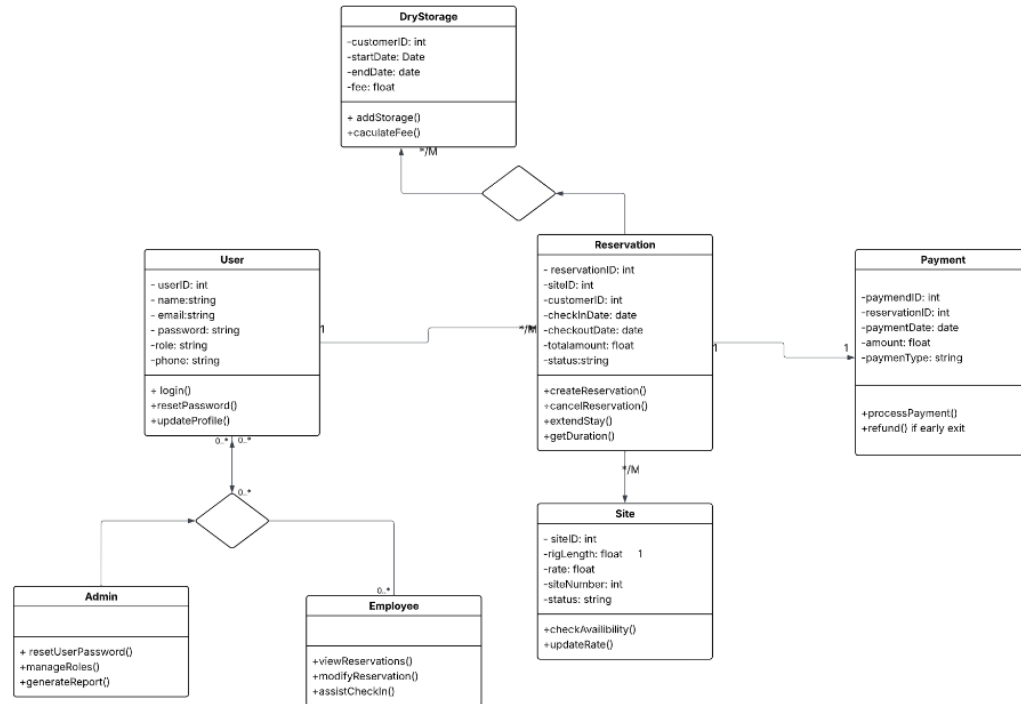 DryStorage
-customerID: int
-startDate: Date
-endDate: date
-fee: float
+ addStorage()
+caculateFee()
*/M
User
- userID: int
- name:string
- email:string
- password: string
-role: string
-phone: string
+ login()
+resetPassword()
+updateProfile()
1
*/M
0..*
0..*
0..*
Reservation
- reservationID: int
-siteID: int
-customerID: int
-checkInDate: date
-checkoutDate: date
-totalamount: float
-status:string
+createReservation()
+cancelReservation()
+extendStay()
+getDuration()
1
1
*/M
Payment
-paymendID: int
-reservationID: int
-paymentDate: date
-amount: float
-paymenType: string
+processPayment()
+refund() if early exit
Site
- siteID: int
-rigLength: float 1
-rate: float
-siteNumber: int
-status: string
+checkAvailibility()
+updateRate()
Admin
+ resetUserPassword()
+manageRoles()
+generateReport()
0..*
Employee
+viewReservations()
+modifyReservation()
+assistCheckIn()